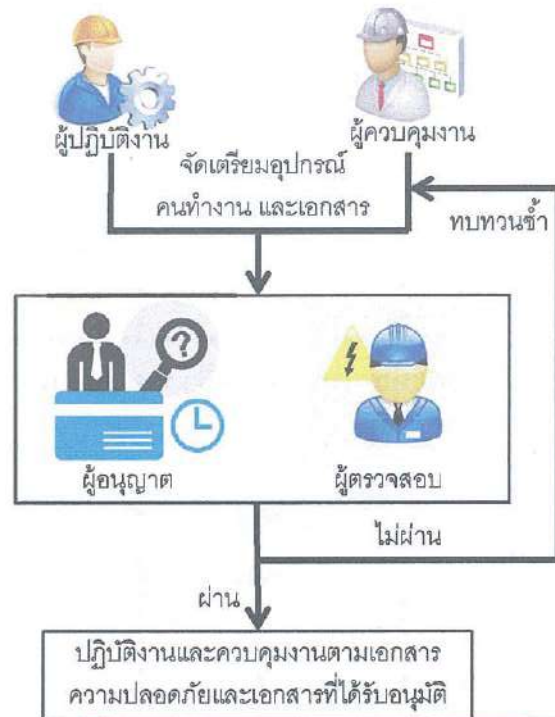 ผู้ปฏิบัติงาน
ผู้ควบคุมงาน
จัดเตรียมอุปกรณ์
คนทำงาน และเอกสาร
ทบทวนซ้ำ
?
ผู้อนุญาต
ผู้ตรวจสอบ
ไม่ผ่าน
ผ่าน
ปฏิบัติงานและควบคุมงานตามเอกสาร
ความปลอดภัยและเอกสารที่ได้รับอนุมัติ